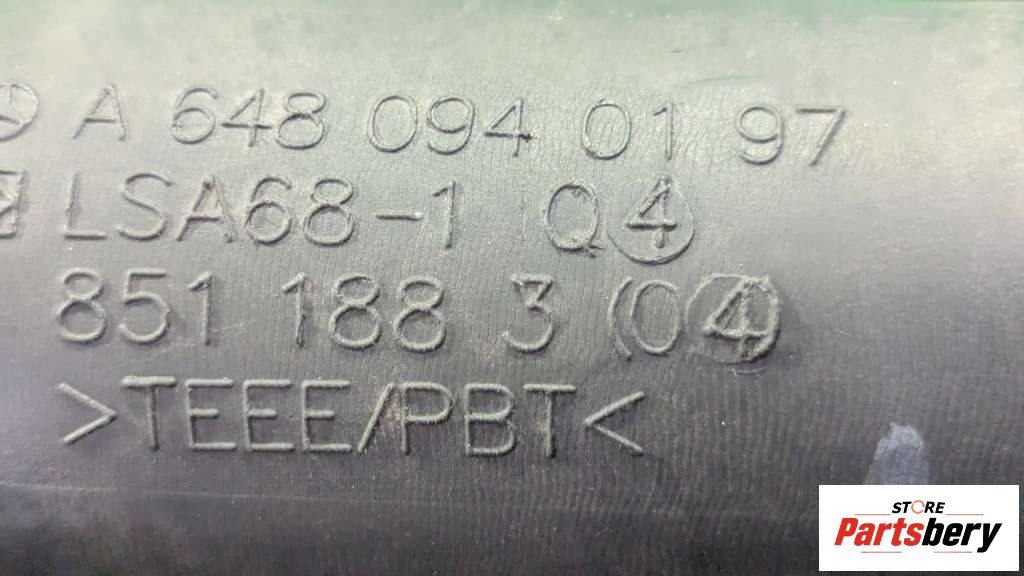 A 648 094 01 97
LSA68-1 Q4
851 188 3 (04)
>TEEE/PBT<
STORE
Partsbery